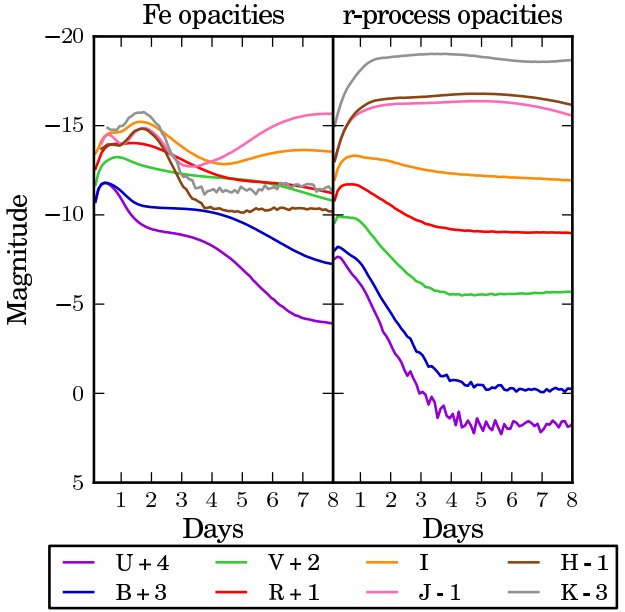 Fe opacities r-process opacities
−20
−15
−10
−5
0
5
Magnitude
1 2 3 4 5 6 7 8 1 2 3 4 5 6 7 8
Days Days
U + 4 V + 2 I H - 1
B + 3 R + 1 J - 1 K - 3